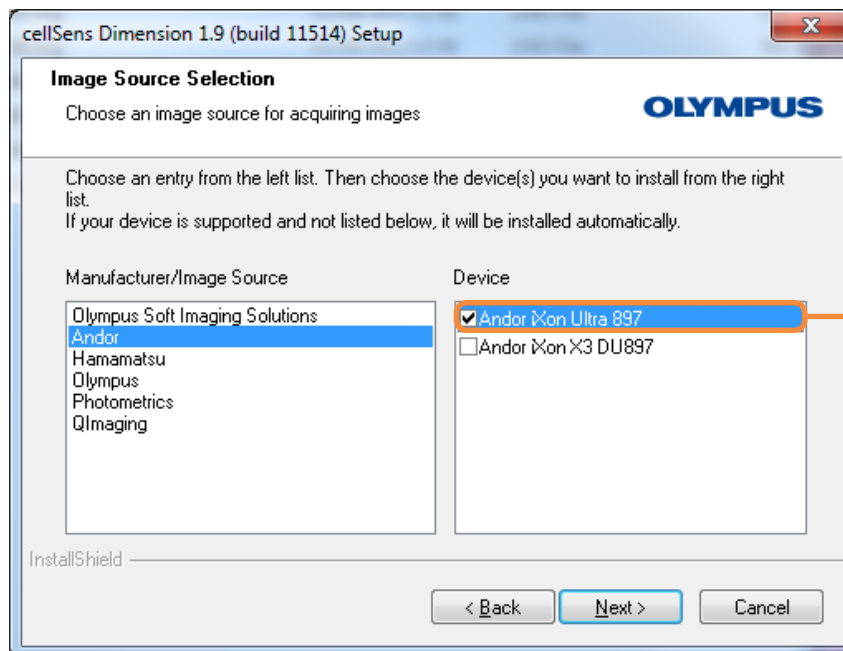 cellSens Dimension 1.9 (build 11514) Setup
Image Source Selection
Choose an image source for acquiring images
OLYMPUS
Choose an entry from the left list. Then choose the device(s) you want to install from the right
list.
If your device is supported and not listed below, it will be installed automatically.
Manufacturer/Image Source
Device
Olympus Soft Imaging Solutions
Andor
Hamamatsu
Olympus
Photometrics
QImaging
Andor iXon Ultra 897
Andor iXon X3 DU897
InstallShield
< Back
Next >
Cancel